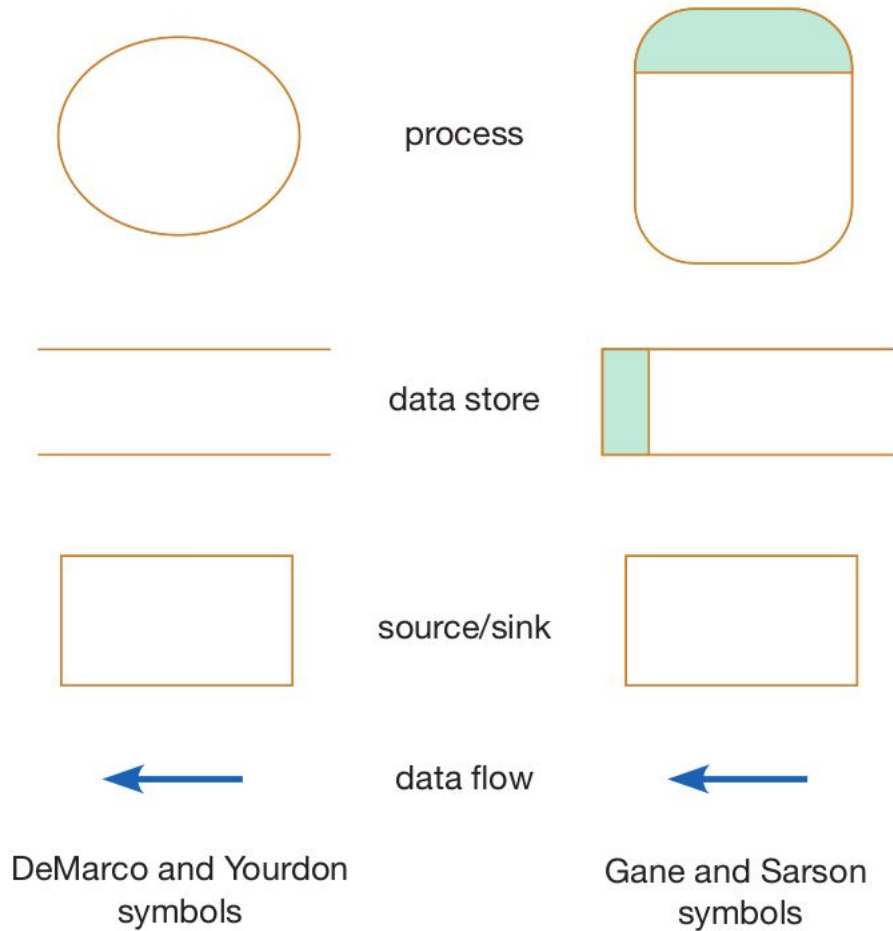 process
data store
source/sink
data flow
DeMarco and Yourdon
symbols
Gane and Sarson
symbols